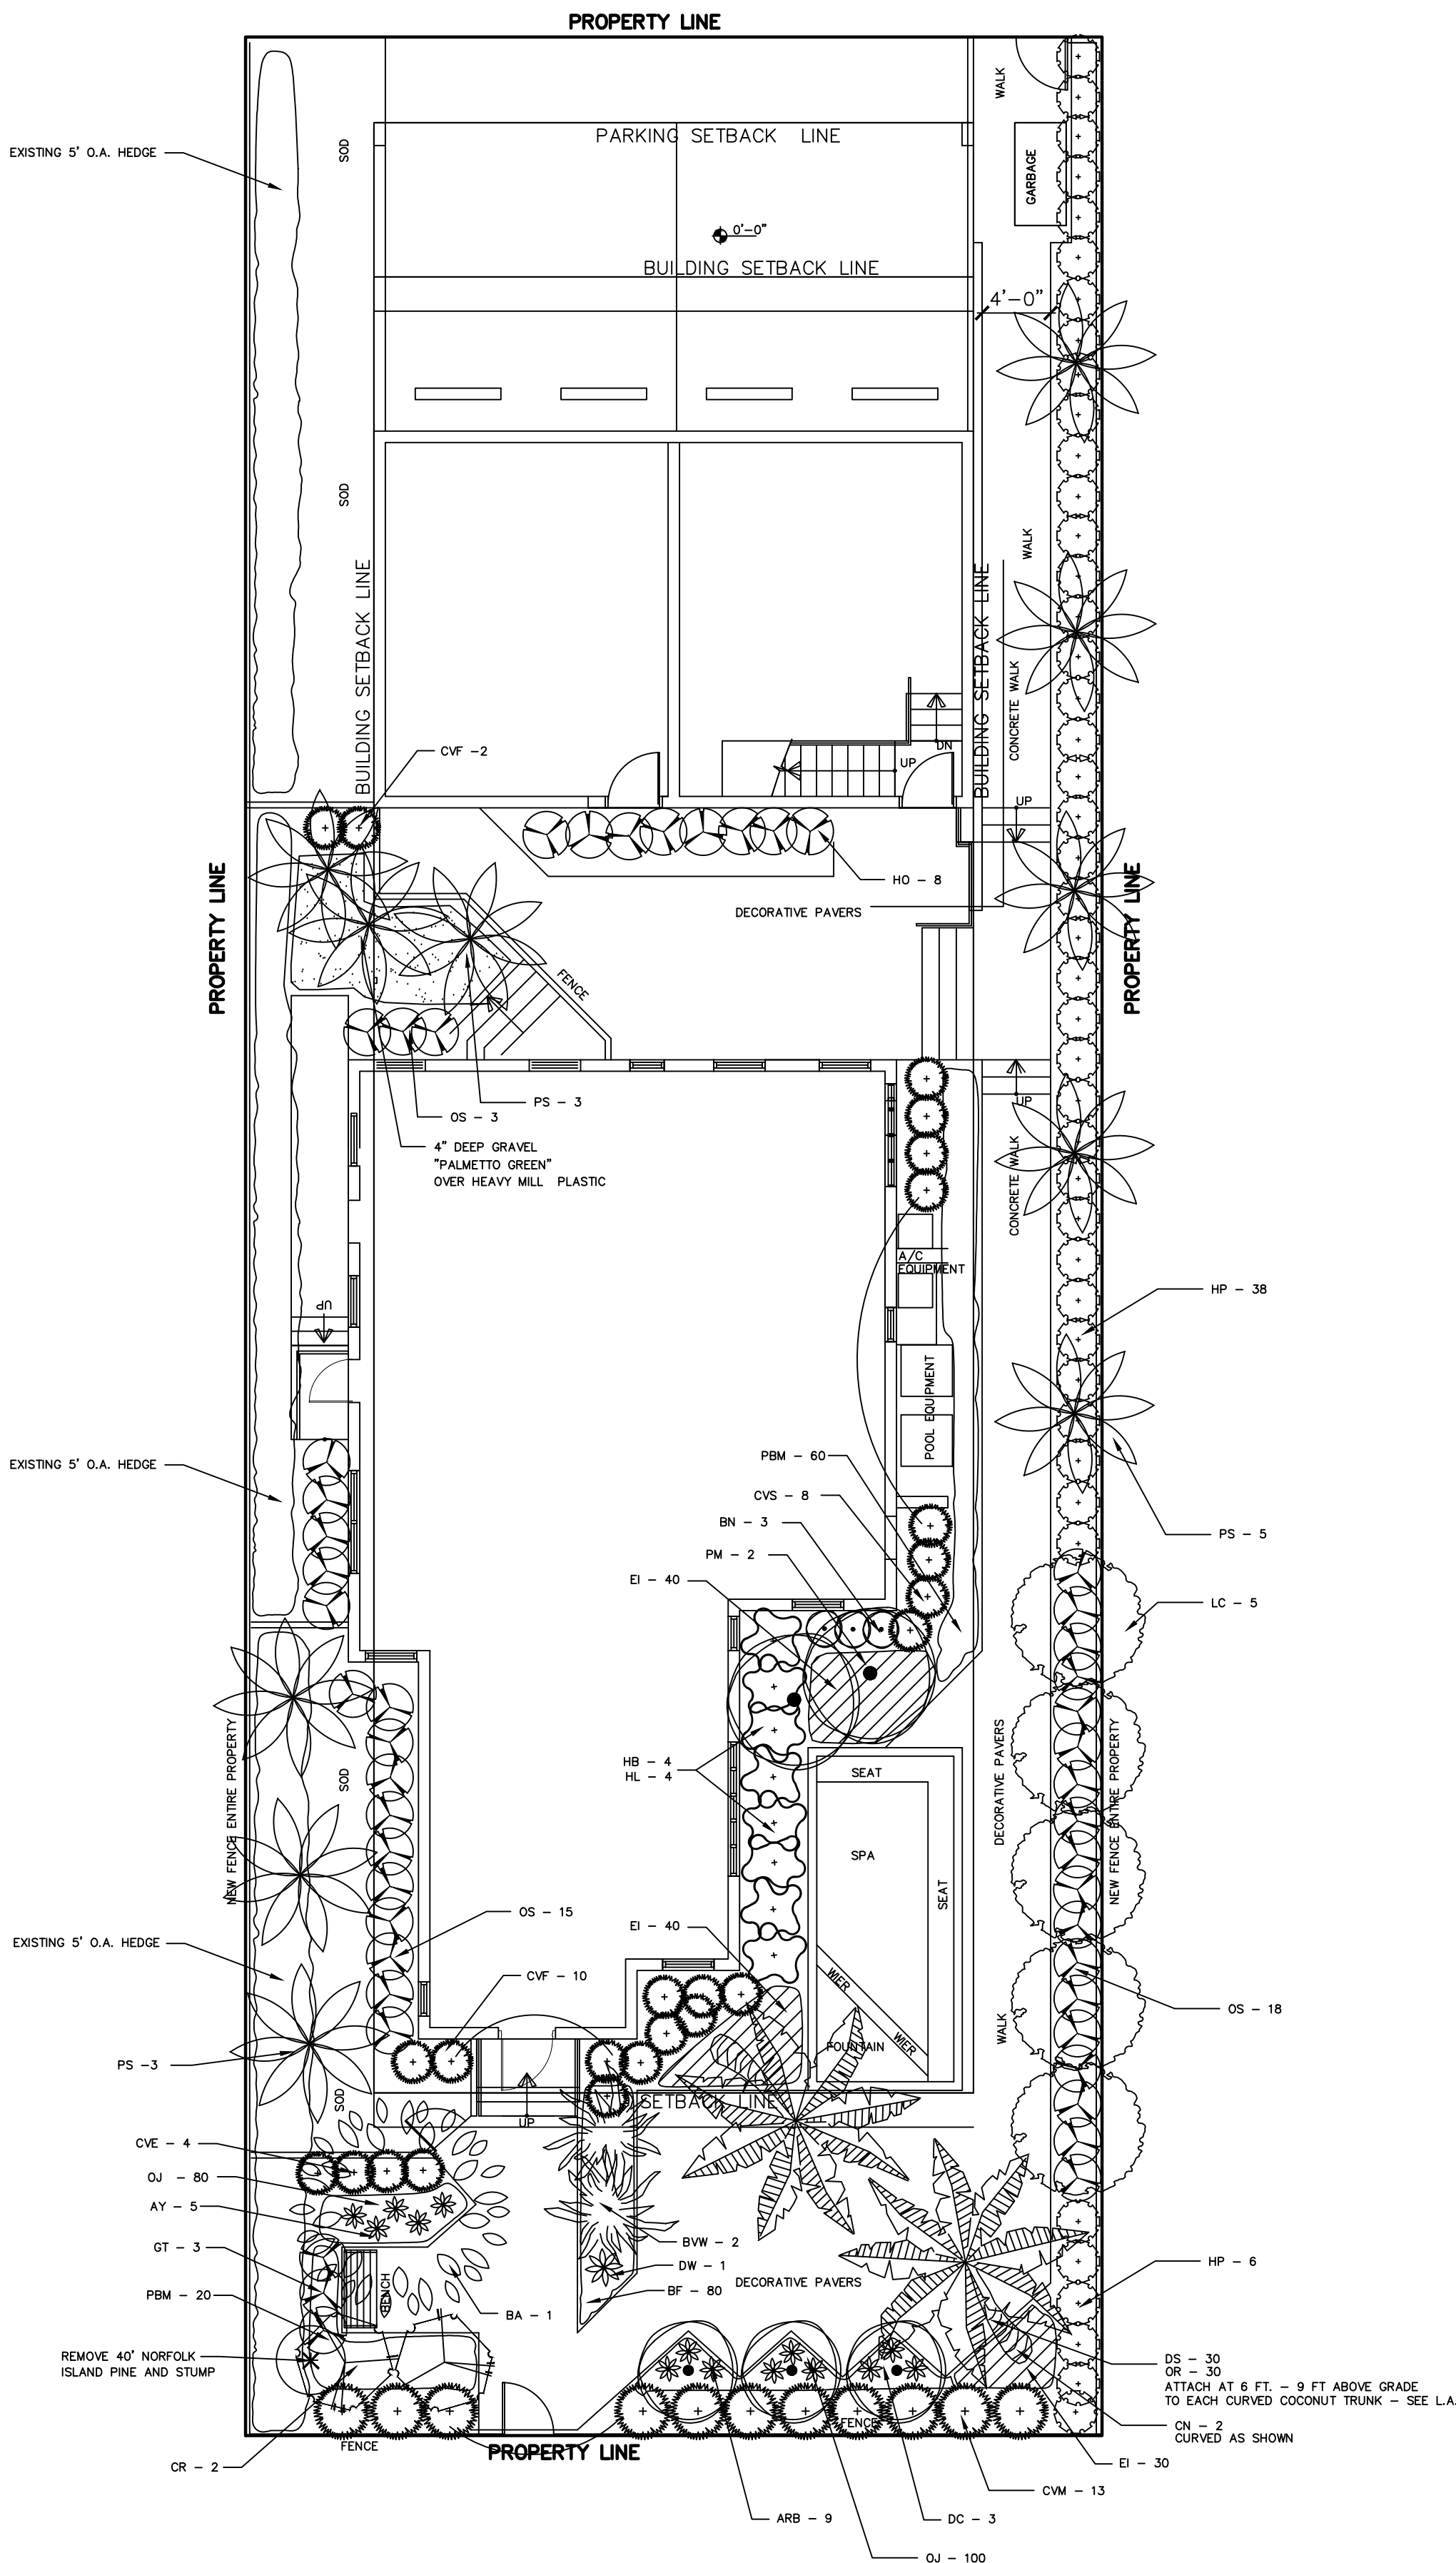 PROPERTY LINE
WALK
PARKING SETBACK LINE
EXISTING 5' O.A. HEDGE
SOD
GARBAGE
0'-0"
BUILDING SETBACK LINE
4'-0"
SOD
WALK
BUILDING SETBACK LINE
BUILDING SETBACK LINE
CONCRETE WALK
CVF -2
DN
UP
UP
HO - 8
DECORATIVE PAVERS
PROPERTY LINE
PROPERTY LINE
FENCE
UP
PS - 3
OS - 3
4" DEEP GRAVEL
"PALMETTO GREEN"
OVER HEAVY MILL PLASTIC
CONCRETE WALK
A/C
EQUIPMENT
HP - 38
UP
POOL EQUIPMENT
PBM - 60
EXISTING 5' O.A. HEDGE
CVS - 8
BN - 3
PS - 5
PM - 2
EI - 40
LC - 5
NEW FENCE ENTIRE PROPERTY
DECORATIVE PAVERS
NEW FENCE ENTIRE PROPERTY
HB - 4
HL - 4
SEAT
SOD
SPA
SEAT
OS - 15
EI - 40
EXISTING 5' O.A. HEDGE
CVF - 10
WIER
OS - 18
WALK
WIER
FOUNTAIN
PS -3
SOD
SETBACK LINE
UP
CVE - 4
OJ - 80
AY - 5
GT - 3
BVW - 2
HP - 6
DW - 1
BENCH
DECORATIVE PAVERS
BF - 80
PBM - 20
BA - 1
REMOVE 40' NORFOLK
ISLAND PINE AND STUMP
DS - 30
OR - 30
ATTACH AT 6 FT. - 9 FT ABOVE GRADE
TO EACH CURVED COCONUT TRUNK - SEE L.A.
FENCE
CN - 2
CURVED AS SHOWN
FENCE
PROPERTY LINE
CR - 2
EI - 30
CVM - 13
ARB - 9
DC - 3
OJ - 100